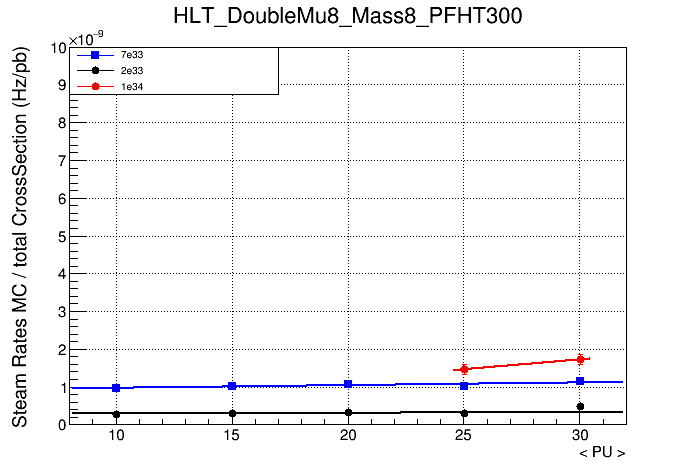 HLT_DoubleMu8_Mass8_PFHT300
×10⁻⁹
Steam Rates MC / total CrossSection (Hz/pb)
7e33
2e33
1e34
10
9
8
7
6
5
4
3
2
1
0
10 15 20 25 30
< PU >